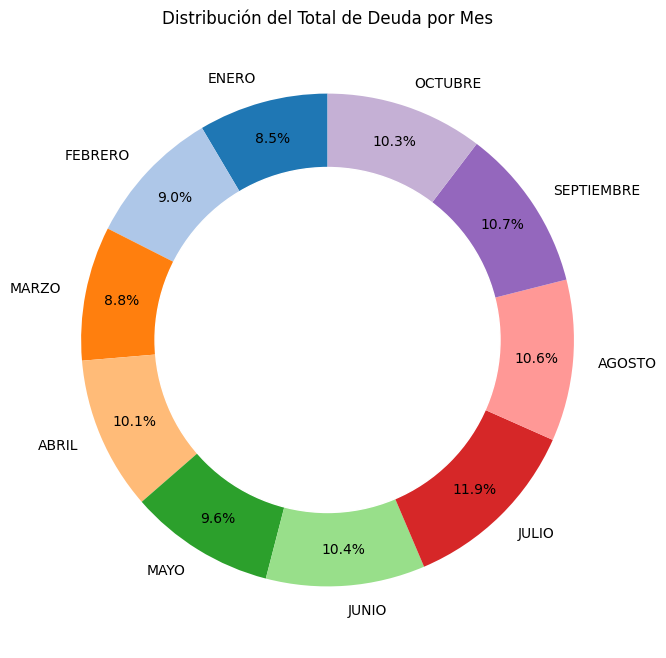 Distribución del Total de Deuda por Mes
ENERO
8.5%
FEBRERO
9.0%
MARZO
8.8%
ABRIL
10.1%
MAYO
9.6%
JUNIO
10.4%
JULIO
11.9%
AGOSTO
10.6%
SEPTIEMBRE
10.7%
OCTUBRE
10.3%